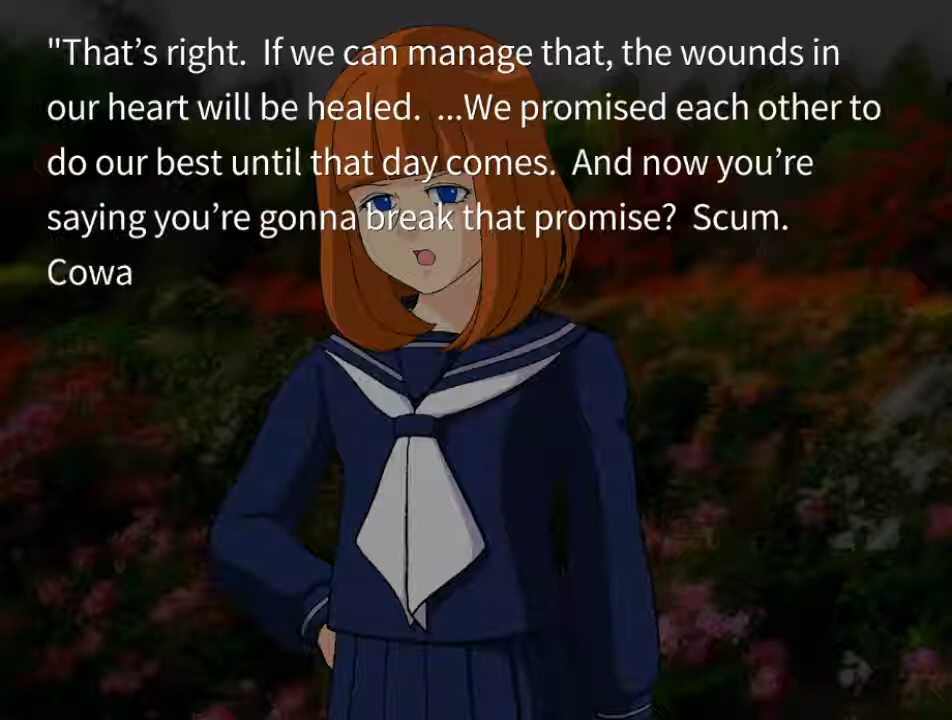 "That’s right.  If we can manage that, the wounds in
our heart will be healed.  ...We promised each other to
do our best until that day comes.  And now you’re
saying you’re gonna break that promise?  Scum.
Cowa